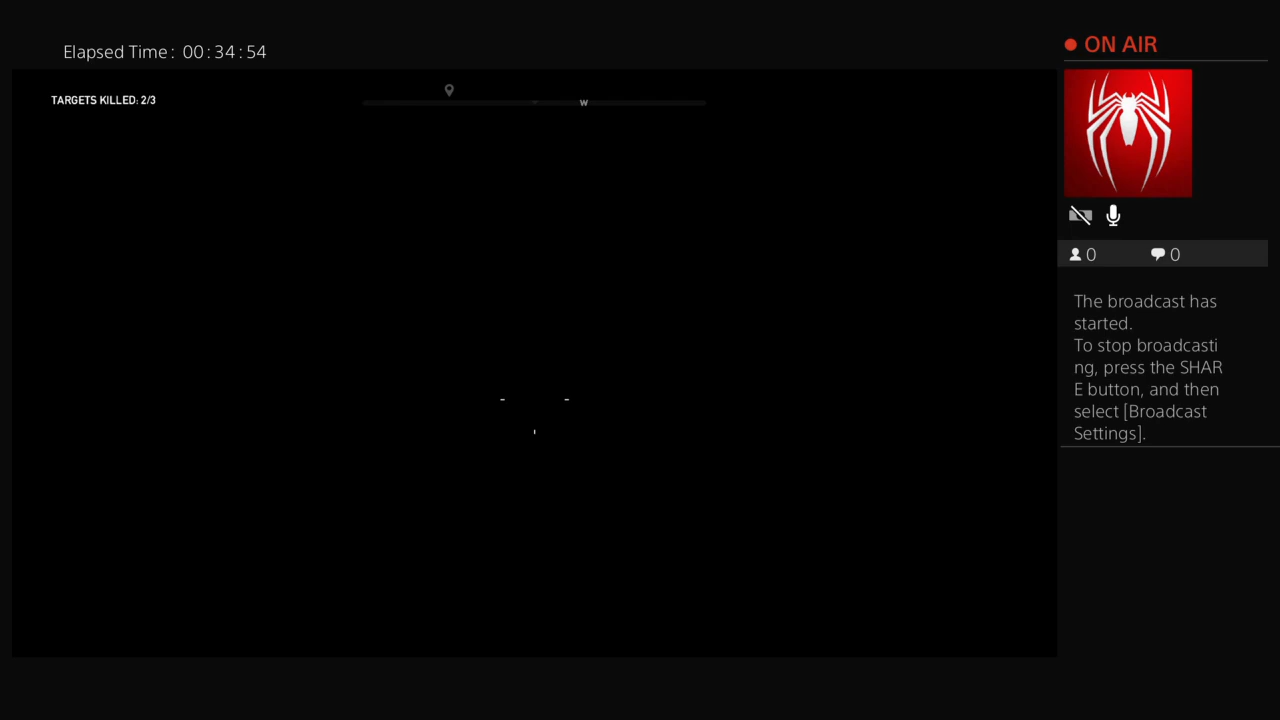 Elapsed Time: 00:34:54
ON AIR
TARGETS KILLED: 2/3
W
0
0
The broadcast has
started.
To stop broadcasti
ng, press the SHAR
E button, and then
select [Broadcast
Settings].